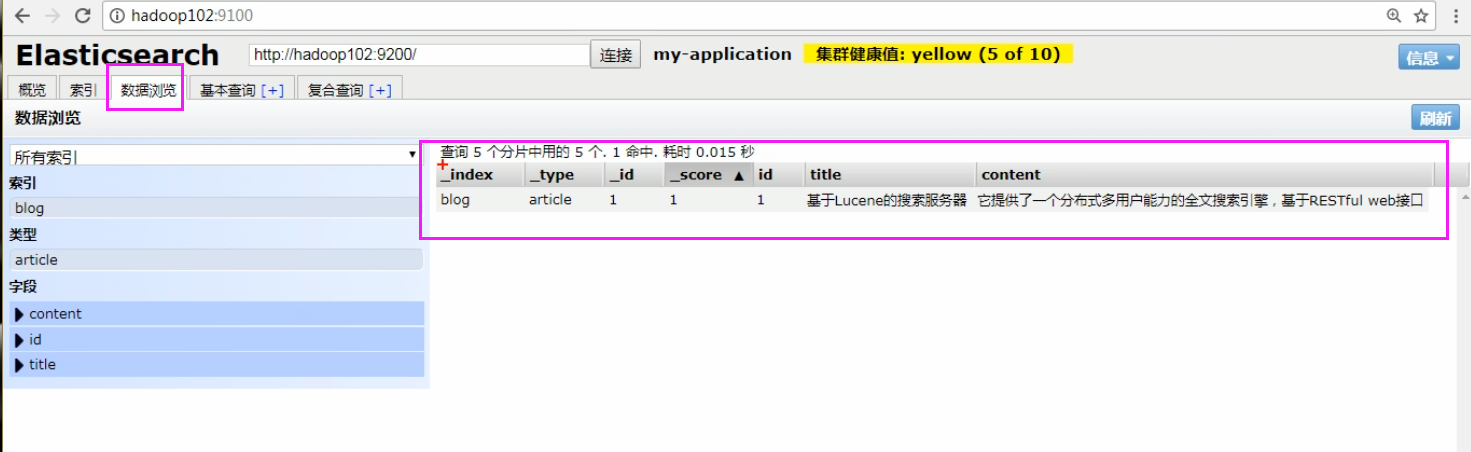 hadoop102:9100
Elasticsearch http://hadoop102:9200/ 连接 my-application 集群健康值: yellow (5 of 10) 信息
概览 索引 数据浏览 基本查询 [+] 复合查询 [+]
数据浏览 刷新
所有索引
索引
blog
类型
article
字段
content
id
title
查询 5 个分片中用的 5 个. 1 命中. 耗时 0.015 秒
_index _type _id _score ▲ id title content
blog article 1 1 1 基于Lucene的搜索服务器 它提供了一个分布式多用户能力的全文搜索引擎，基于RESTful web接口